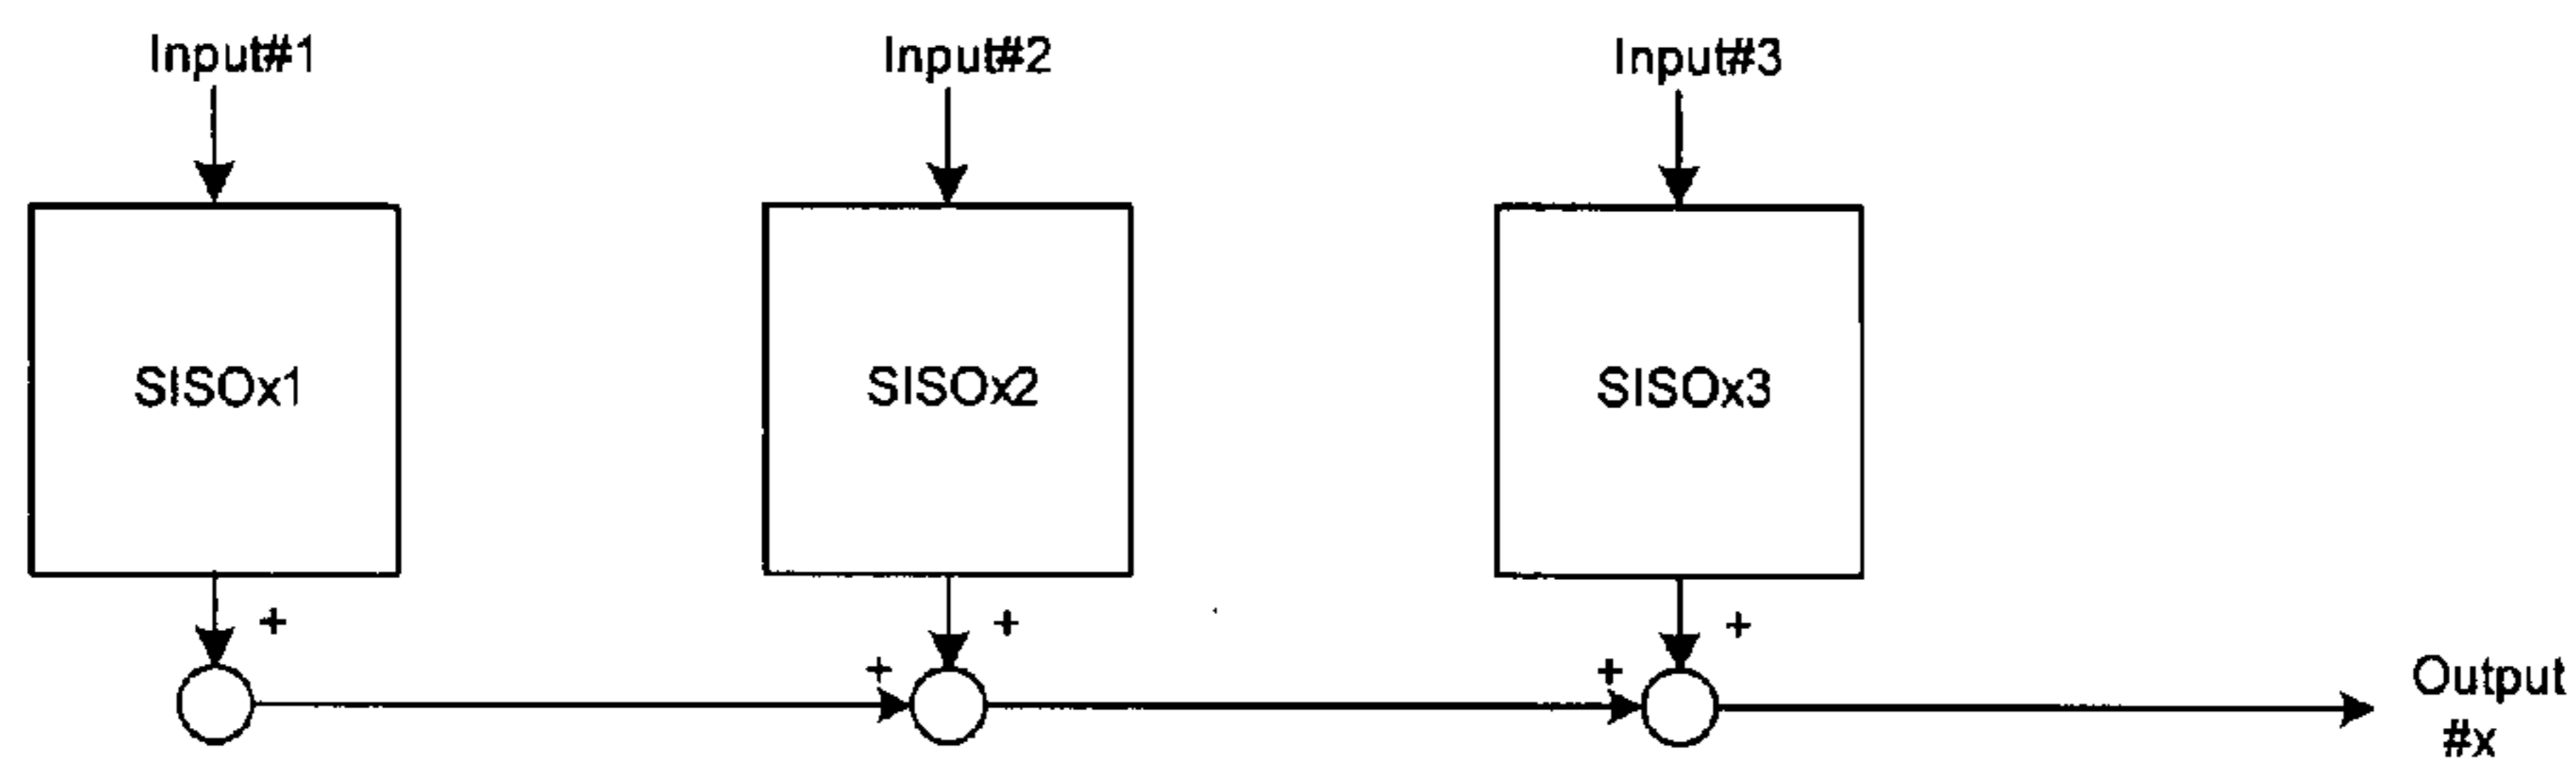 Input#1
Input#2
Input#3
SISOx1
SISOx2
SISOx3
+
+
+
+
+
Output
#x